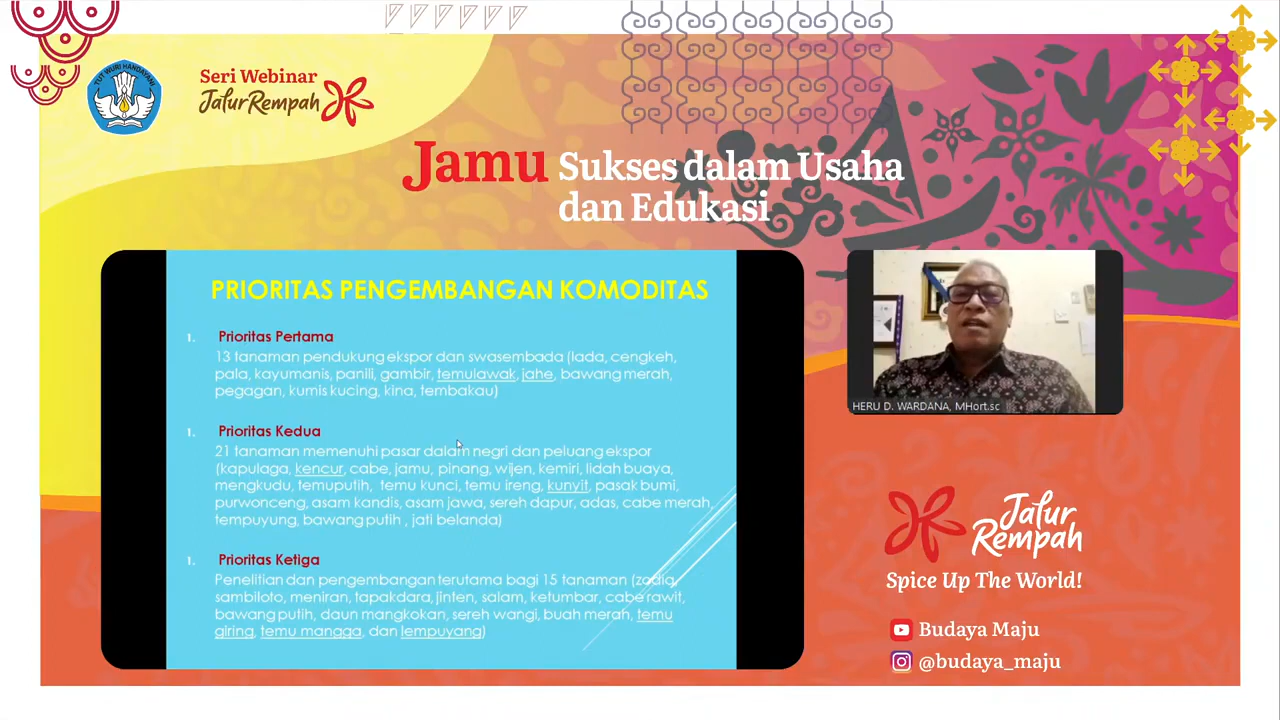 TUT WURI HANDAYANI
Seri Webinar
Jalur Rempah
Jamu Sukses dalam Usaha
dan Edukasi
PRIORITAS PENGEMBANGAN KOMODITAS
1. Prioritas Pertama
13 tanaman pendukung ekspor dan swasembada (lada, cengkeh,
pala, kayumanis, panili, gambir, temulawak, jahe, bawang merah,
pegagan, kumis kucing, kina, tembakau)
1. Prioritas Kedua
21 tanaman memenuhi pasar dalam negri dan peluang ekspor
(kapulaga, kencur, cabe, jamu, pinang, wijen, kemiri, lidah buaya,
mengkudu, temuputih, temu kunci, temu ireng, kunyit, pasak bumi,
purwonceng, asam kandis, asam jawa, sereh dapur, adas, cabe merah,
tempuyung, bawang putih , jati belanda)
1. Prioritas Ketiga
Penelitian dan pengembangan terutama bagi 15 tanaman (zodia,
sambiloto, meniran, tapakdara, jinten, salam, ketumbar, cabe rawit,
bawang putih, daun mangkokan, sereh wangi, buah merah, temu
giring, temu mangga, dan lempuyang)
HERU D. WARDANA, MHort.sc
Jalur
Rempah
Spice Up The World!
Budaya Maju
@budaya_maju